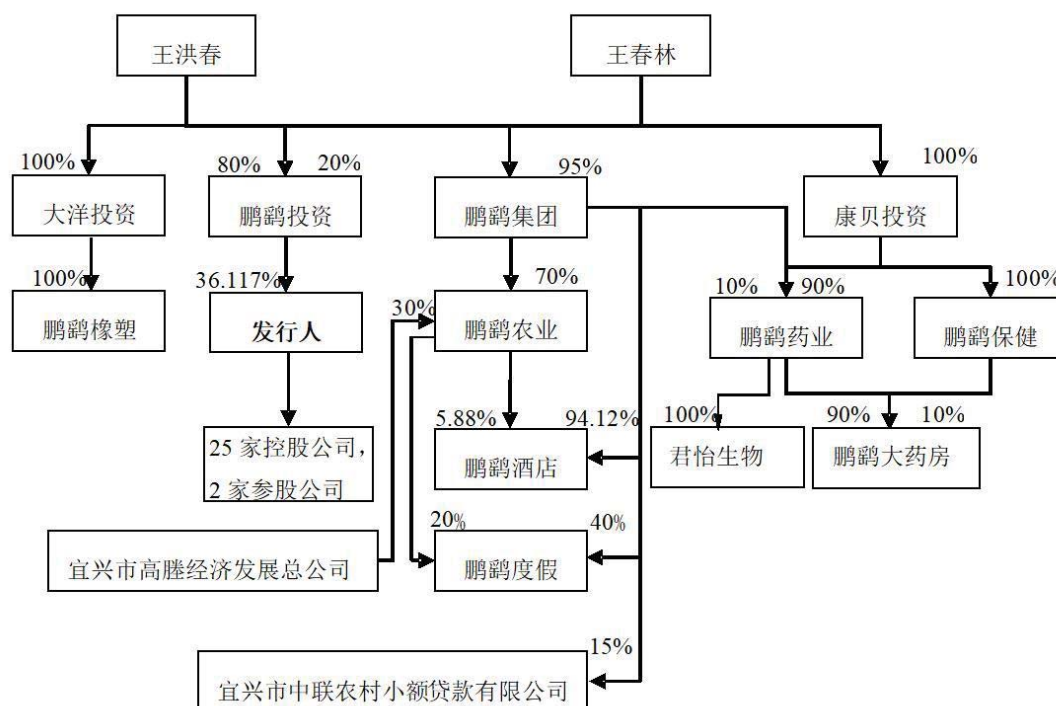 王洪春
王春林
100%
80%
20%
95%
100%
大洋投资
鹏鹞投资
鹏鹞集团
康贝投资
100%
36.117%
30%
70%
10%
90%
100%
鹏鹞橡塑
发行人
鹏鹞农业
鹏鹞药业
鹏鹞保健
5.88%
94.12%
100%
90%
10%
25 家控股公司，
2 家参股公司
鹏鹞酒店
君怡生物
鹏鹞大药房
20%
40%
宜兴市高塍经济发展总公司
鹏鹞度假
15%
宜兴市中联农村小额贷款有限公司